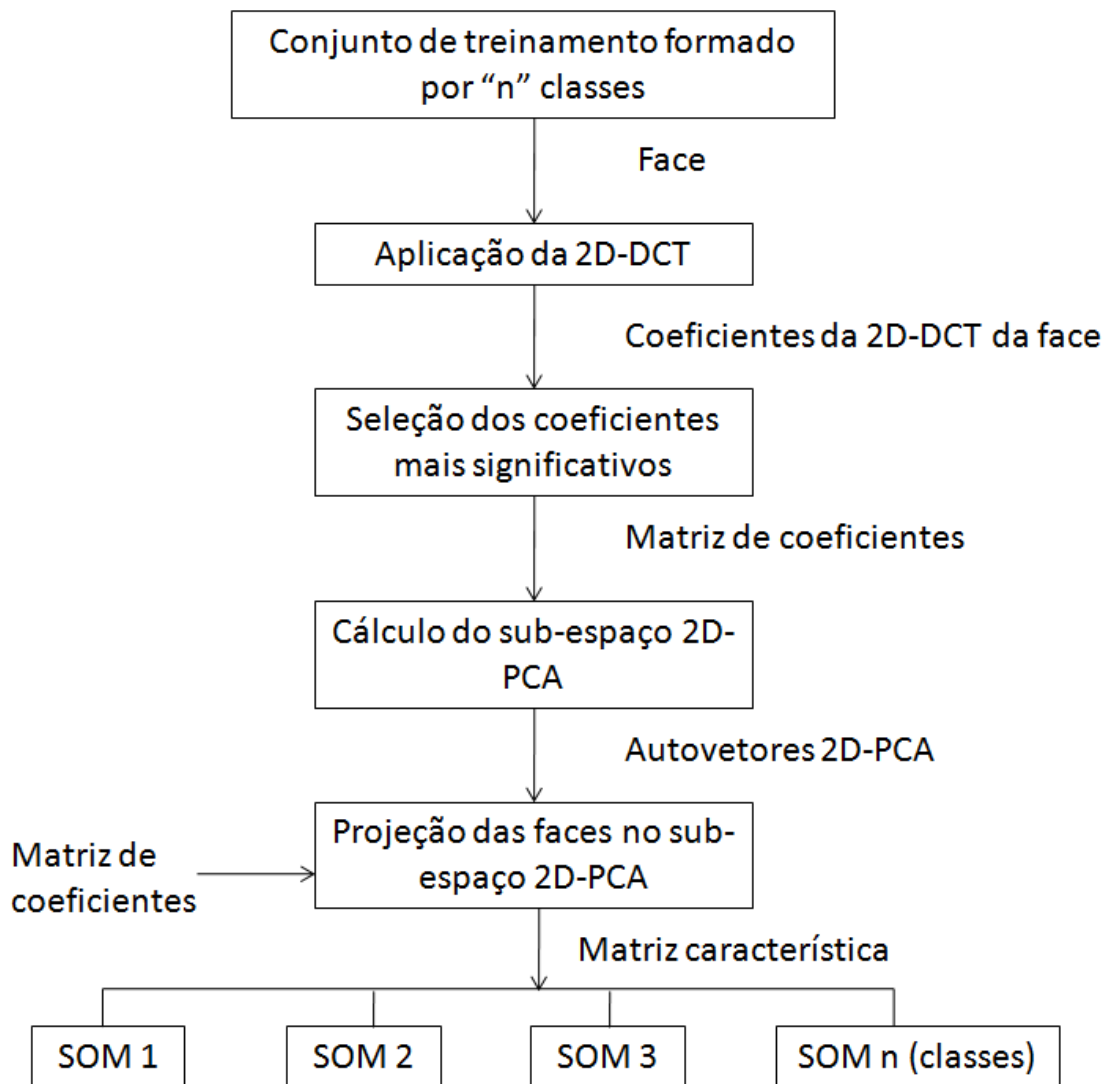 Conjunto de treinamento formado
por “n” classes
Face
Aplicação da 2D-DCT
Coeficientes da 2D-DCT da face
Seleção dos coeficientes
mais significativos
Matriz de coeficientes
Cálculo do sub-espaço 2D-
PCA
Autovetores 2D-PCA
Projeção das faces no sub-
espaço 2D-PCA
Matriz de
coeficientes
Matriz característica
SOM 1
SOM 2
SOM 3
SOM n (classes)